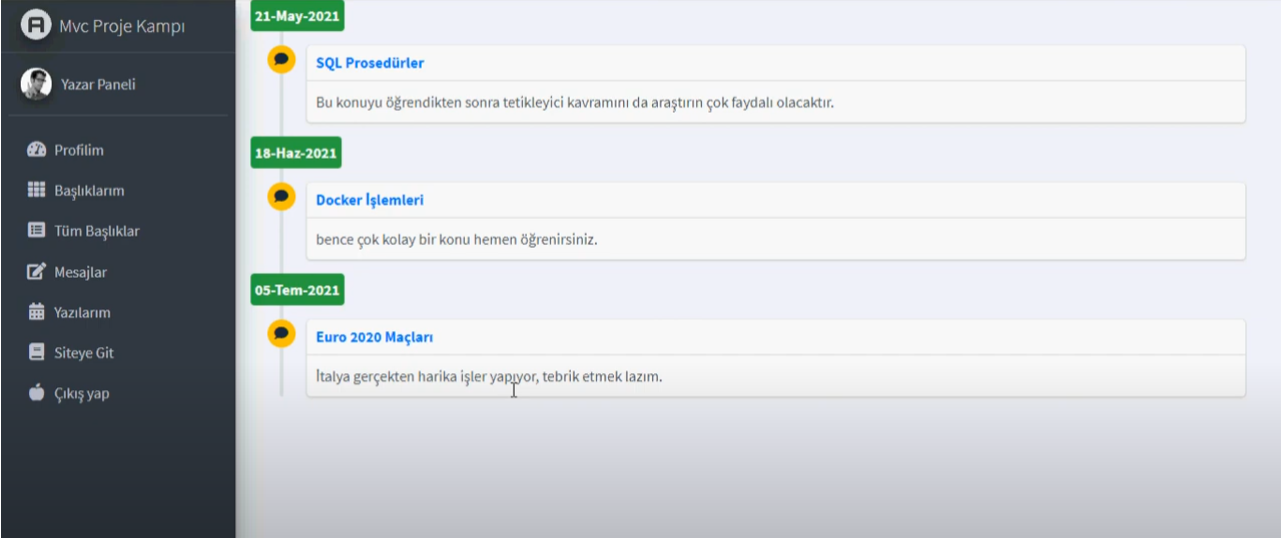 Mvc Proje Kampı
Yazar Paneli
Profilim
Başlıklarım
Tüm Başlıklar
Mesajlar
Yazılarım
Siteye Git
Çıkış yap
21-May-2021
SQL Prosedürler
Bu konuyu öğrendikten sonra tetikleyici kavramını da araştırın çok faydalı olacaktır.
18-Haz-2021
Docker İşlemleri
bence çok kolay bir konu hemen öğrenirsiniz.
05-Tem-2021
Euro 2020 Maçları
İtalya gerçekten harika işler yapıyor, tebrik etmek lazım.